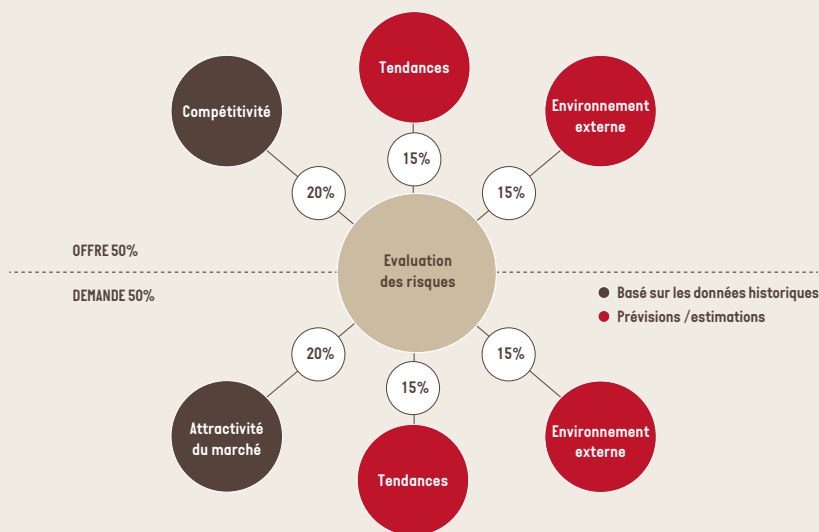 Tendances
Compétitivité
Environnement
externe
15%
20%
15%
OFFRE 50%
Evaluation
des risques
DEMANDE 50%
Basé sur les données historiques
Prévisions / estimations
20%
15%
15%
Attractivité
du marché
Environnement
externe
Tendances